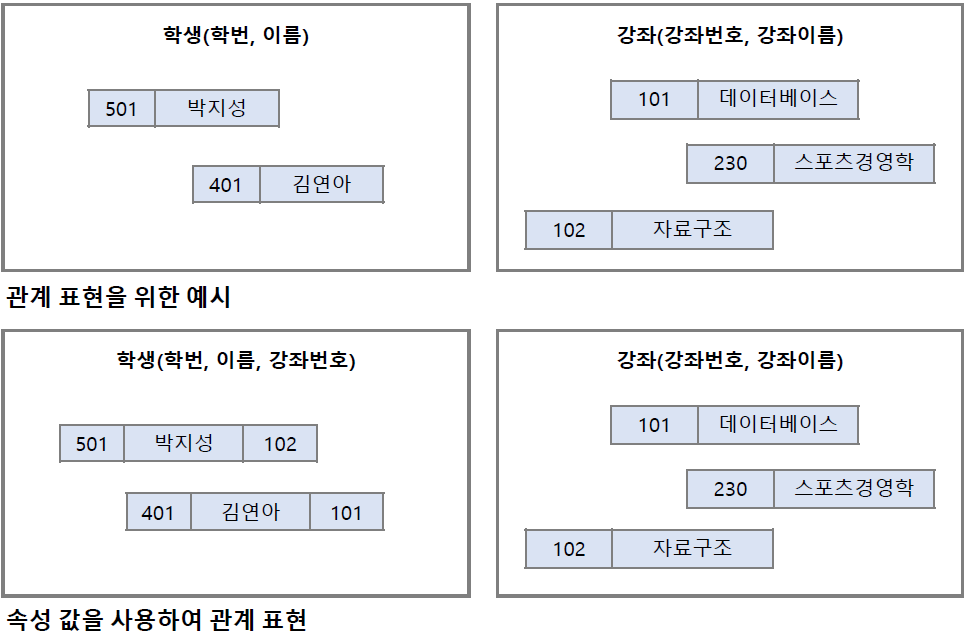 학생(학번, 이름)
501 박지성
401 김연아
강좌(강좌번호, 강좌이름)
101 데이터베이스
230 스포츠경영학
102 자료구조
관계 표현을 위한 예시
학생(학번, 이름, 강좌번호)
501 박지성 102
401 김연아 101
강좌(강좌번호, 강좌이름)
101 데이터베이스
230 스포츠경영학
102 자료구조
속성 값을 사용하여 관계 표현